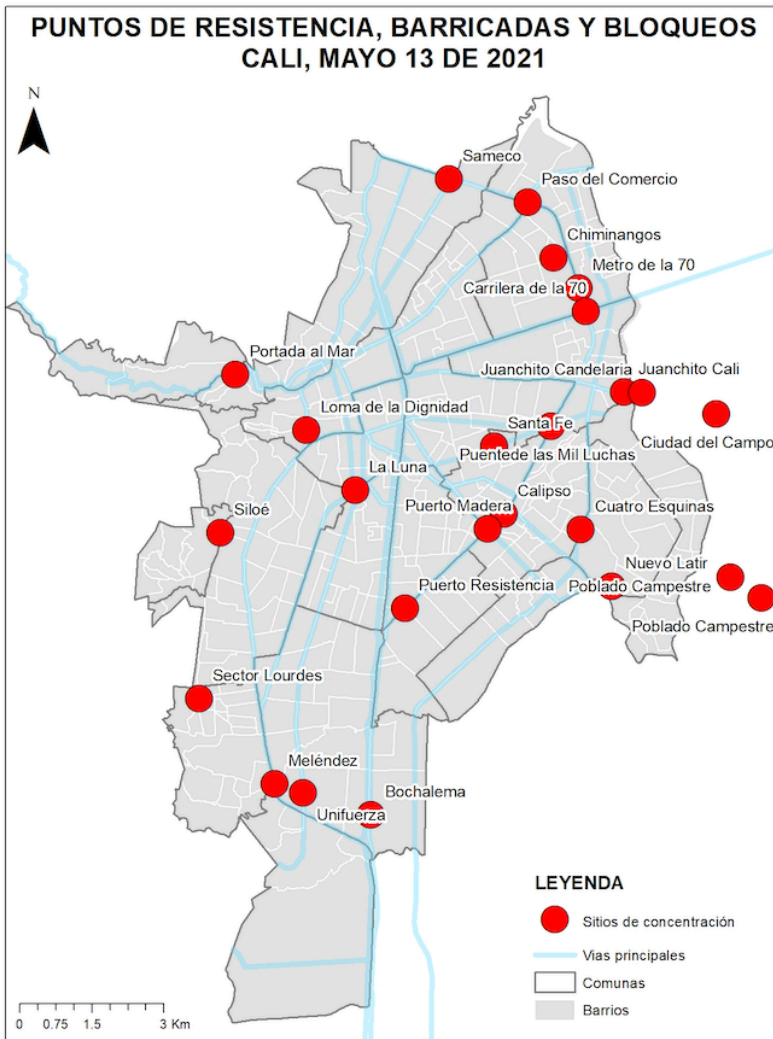 PUNTOS DE RESISTENCIA, BARRICADAS Y BLOQUEOS
CALI, MAYO 13 DE 2021
N
Sameco
Paso del Comercio
Chiminangos
Metro de la 70
Carrilera de la 70
Portada al Mar
Juanchito Candelaria
Juanchito Cali
Loma de la Dignidad
Santa Fe
Ciudad del Campo
Puentede las Mil Luchas
La Luna
Calipso
Siloé
Puerto Madera
Cuatro Esquinas
Nuevo Latir
Puerto Resistencia
Poblado Campestre
Poblado Campestre
Sector Lourdes
Meléndez
Bochalema
Unifuerza
LEYENDA
Sitios de concentración
Vias principales
Comunas
Barrios
0 0.75 1.5 3 Km